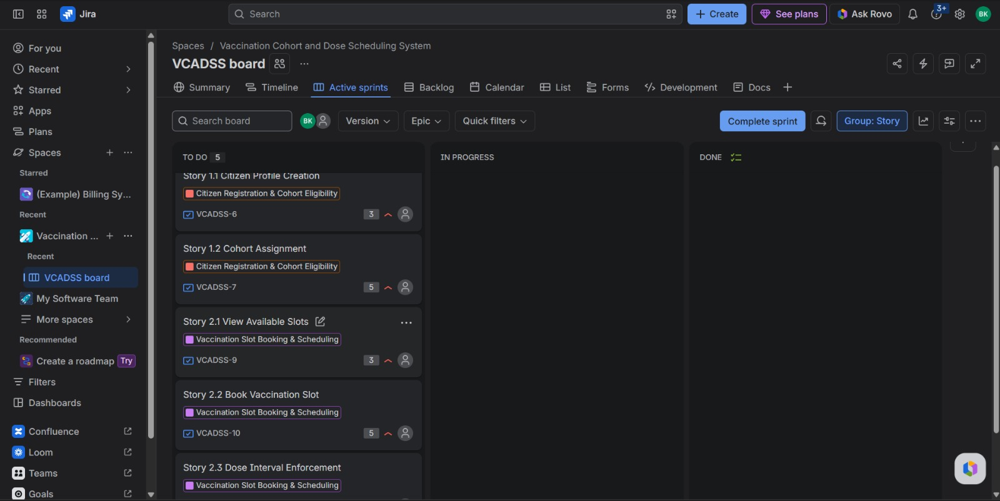 Jira
Search
Create
See plans
Ask Rovo
3+
BK
For you
Recent
Starred
Apps
Plans
Spaces
Starred
(Example) Billing Sy...
Recent
Vaccination ...
Recent
VCADSS board
My Software Team
More spaces
Recommended
Create a roadmap Try
Filters
Dashboards
Confluence
Loom
Teams
Goals
Spaces / Vaccination Cohort and Dose Scheduling System
VCADSS board
Summary Timeline Active sprints Backlog Calendar List Forms Development Docs
Search board BK Version Epic Quick filters Complete sprint Group: Story
TO DO 5
Story 1.1 Citizen Profile Creation
Citizen Registration & Cohort Eligibility
VCADSS-6 3
Story 1.2 Cohort Assignment
Citizen Registration & Cohort Eligibility
VCADSS-7 5
Story 2.1 View Available Slots
Vaccination Slot Booking & Scheduling
VCADSS-9 3
Story 2.2 Book Vaccination Slot
Vaccination Slot Booking & Scheduling
VCADSS-10 5
Story 2.3 Dose Interval Enforcement
Vaccination Slot Booking & Scheduling
IN PROGRESS
DONE